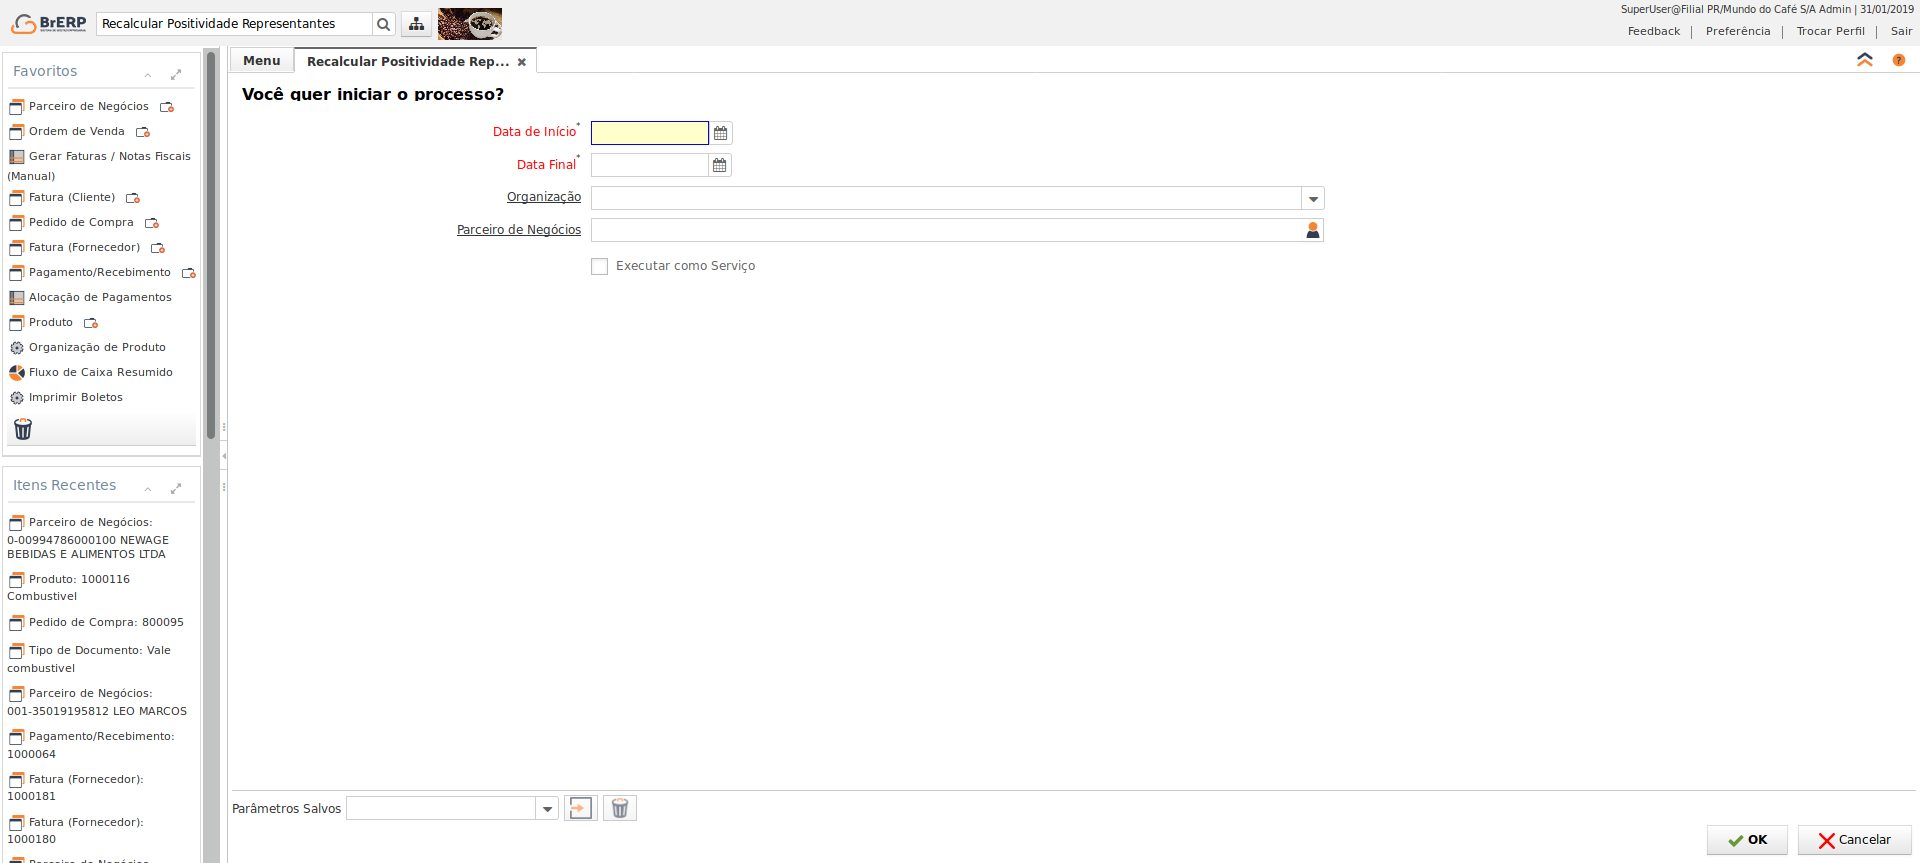 BrERP
Recalcular Positividade Representantes
SuperUser@Filial PR/Mundo do Café S/A Admin | 31/01/2019
Feedback | Preferência | Trocar Perfil | Sair
Menu
Recalcular Positividade Rep...
Favoritos
Parceiro de Negócios
Ordem de Venda
Gerar Faturas / Notas Fiscais
(Manual)
Fatura (Cliente)
Pedido de Compra
Fatura (Fornecedor)
Pagamento/Recebimento
Alocação de Pagamentos
Produto
Organização de Produto
Fluxo de Caixa Resumido
Imprimir Boletos
Itens Recentes
Parceiro de Negócios:
0-00994786000100 NEWAGE
BEBIDAS E ALIMENTOS LTDA
Produto: 1000116
Combustivel
Pedido de Compra: 800095
Tipo de Documento: Vale
combustivel
Parceiro de Negócios:
001-35019195812 LEO MARCOS
Pagamento/Recebimento:
1000064
Fatura (Fornecedor):
1000181
Fatura (Fornecedor):
1000180
Parceiro de Negócios
Você quer iniciar o processo?
Data de Início*
Data Final*
Organização
Parceiro de Negócios
Executar como Serviço
Parâmetros Salvos
OK
Cancelar